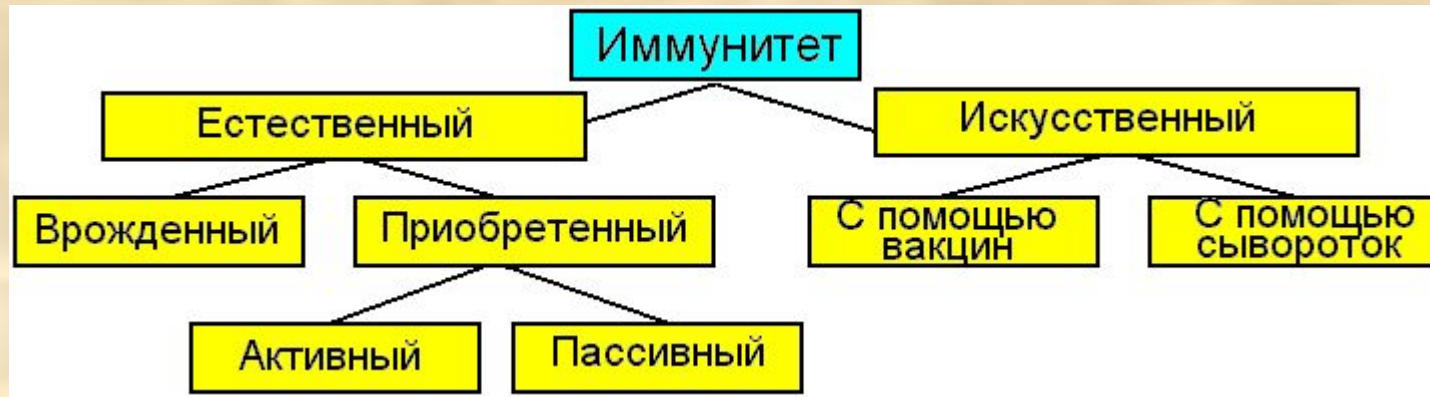 Иммунитет
Естественный
Искусственный
Врожденный
Приобретенный
С помощью
вакцин
С помощью
сывороток
Активный
Пассивный